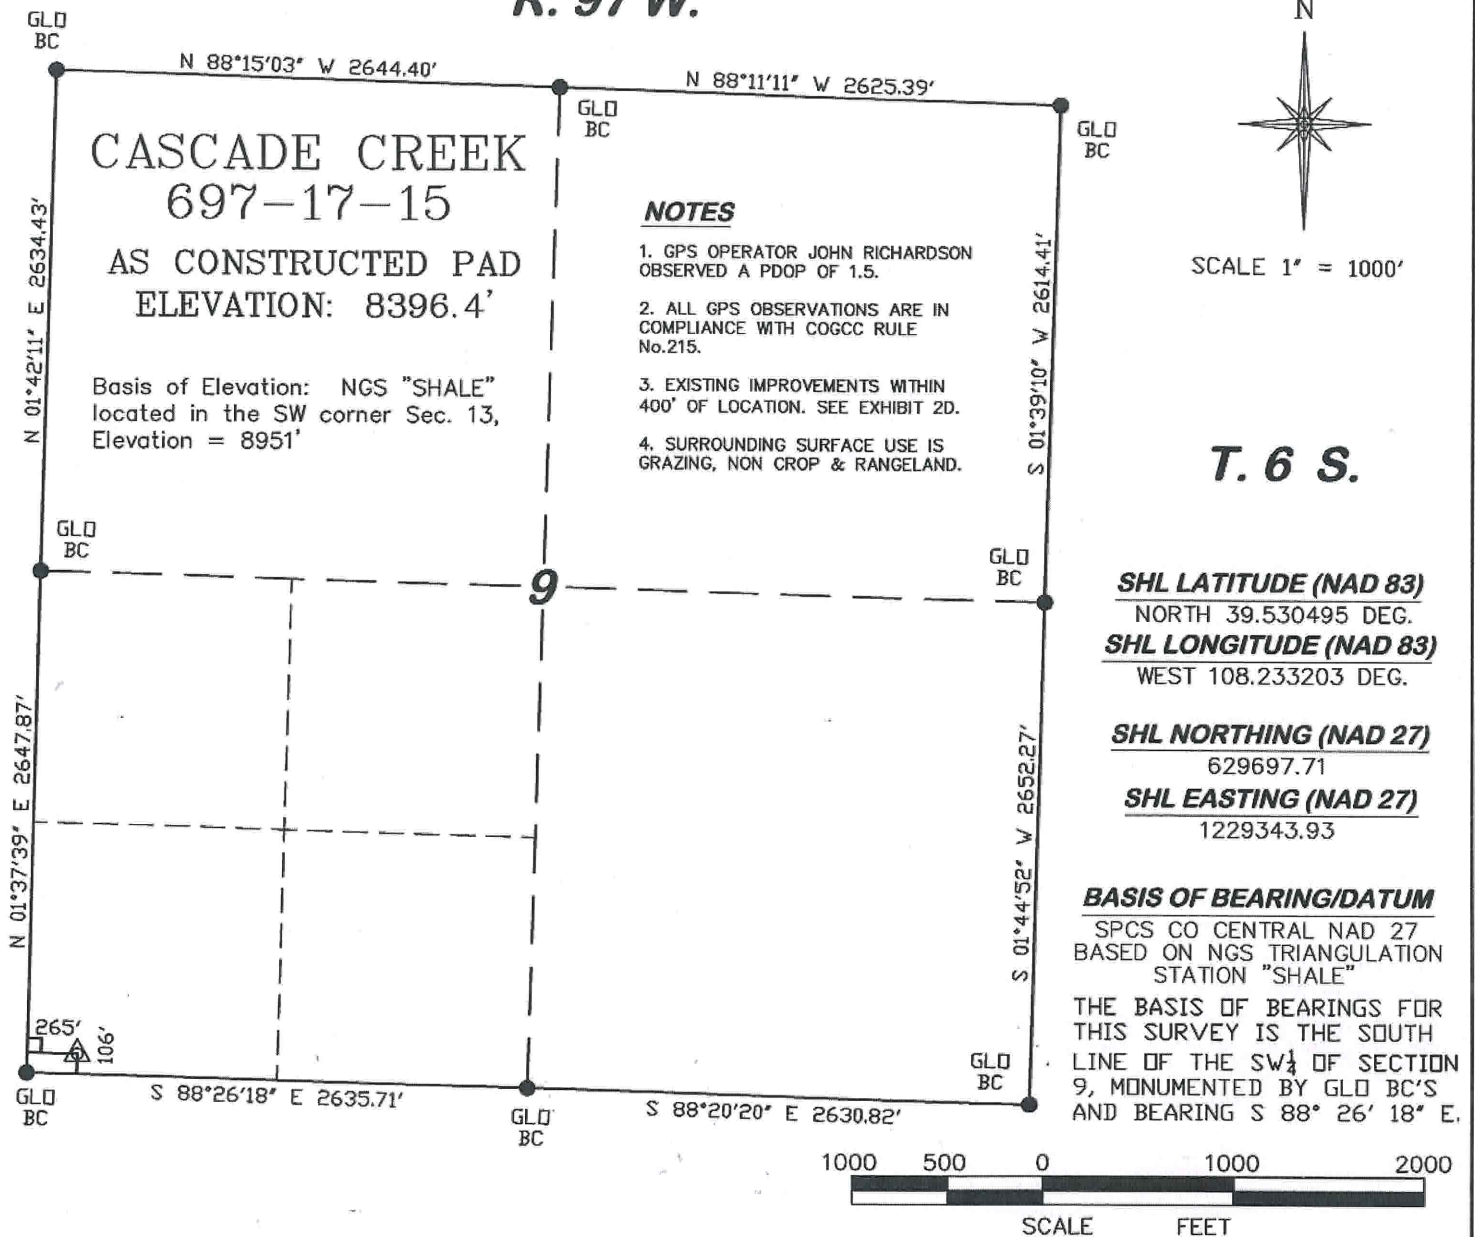 R. 97 W.
GLO
BC
N 88°15'03" W 2644.40'
N 88°11'11" W 2625.39'
GLO
BC
GLO
BC
N
SCALE 1" = 1000'
CASCADE CREEK
697-17-15
AS CONSTRUCTED PAD
ELEVATION: 8396.4'
Basis of Elevation: NGS "SHALE"
located in the SW corner Sec. 13,
Elevation = 8951'
NOTES
1. GPS OPERATOR JOHN RICHARDSON
OBSERVED A PDOP OF 1.5.
2. ALL GPS OBSERVATIONS ARE IN
COMPLIANCE WITH COGCC RULE
No.215.
3. EXISTING IMPROVEMENTS WITHIN
400' OF LOCATION. SEE EXHIBIT 2D.
4. SURROUNDING SURFACE USE IS
GRAZING, NON CROP & RANGELAND.
N 01°42'11" E 2634.43'
S 01°39'10" W 2614.41'
T. 6 S.
GLO
BC
9
GLO
BC
SHL LATITUDE (NAD 83)
NORTH 39.530495 DEG.
SHL LONGITUDE (NAD 83)
WEST 108.233203 DEG.
SHL NORTHING (NAD 27)
629697.71
SHL EASTING (NAD 27)
1229343.93
N 01°37'39" E 2647.87'
S 01°44'52" W 2652.27'
BASIS OF BEARING/DATUM
SPCS CO CENTRAL NAD 27
BASED ON NGS TRIANGULATION
STATION "SHALE"
THE BASIS OF BEARINGS FOR
THIS SURVEY IS THE SOUTH
LINE OF THE SW¼ OF SECTION
9, MONUMENTED BY GLO BC'S
AND BEARING S 88° 26' 18" E.
265'
106'
GLO
BC
S 88°26'18" E 2635.71'
GLO
BC
S 88°20'20" E 2630.82'
GLO
BC
1000 500 0 1000 2000
SCALE FEET